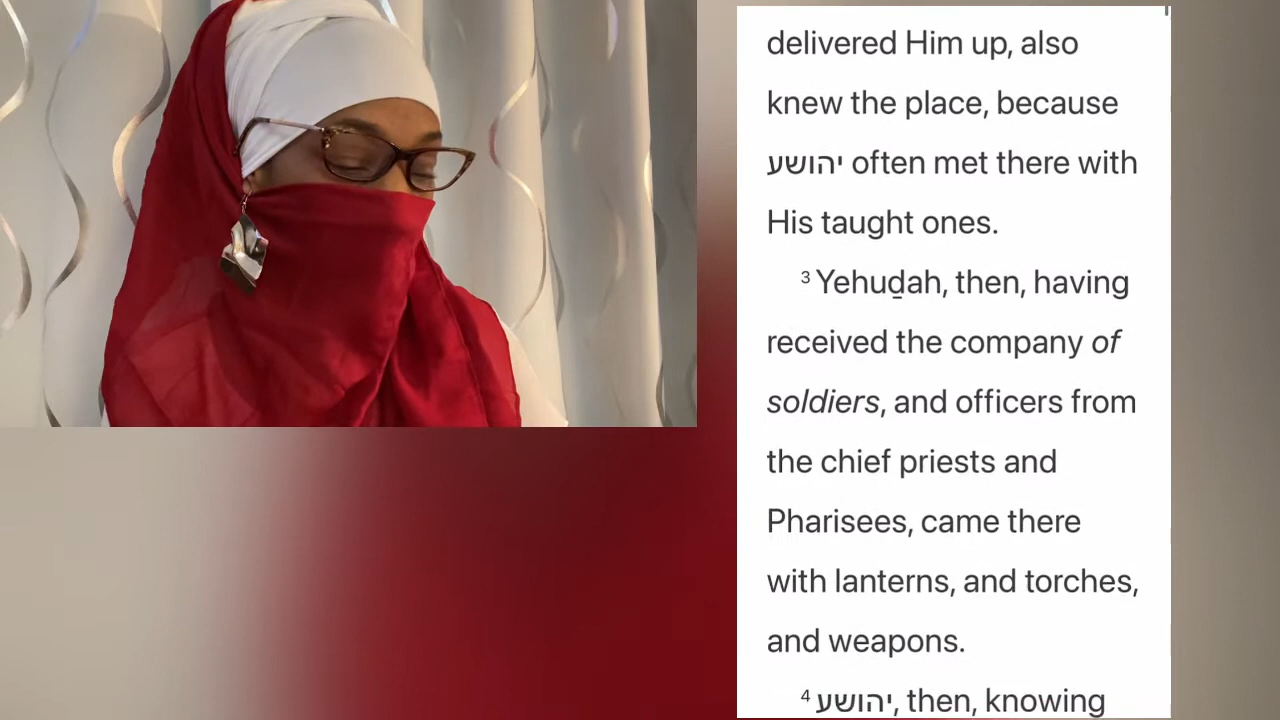 delivered Him up, also
knew the place, because
יהושע often met there with
His taught ones.
3 Yehuḏah, then, having
received the company of
soldiers, and officers from
the chief priests and
Pharisees, came there
with lanterns, and torches,
and weapons.
4 יהושע, then, knowing